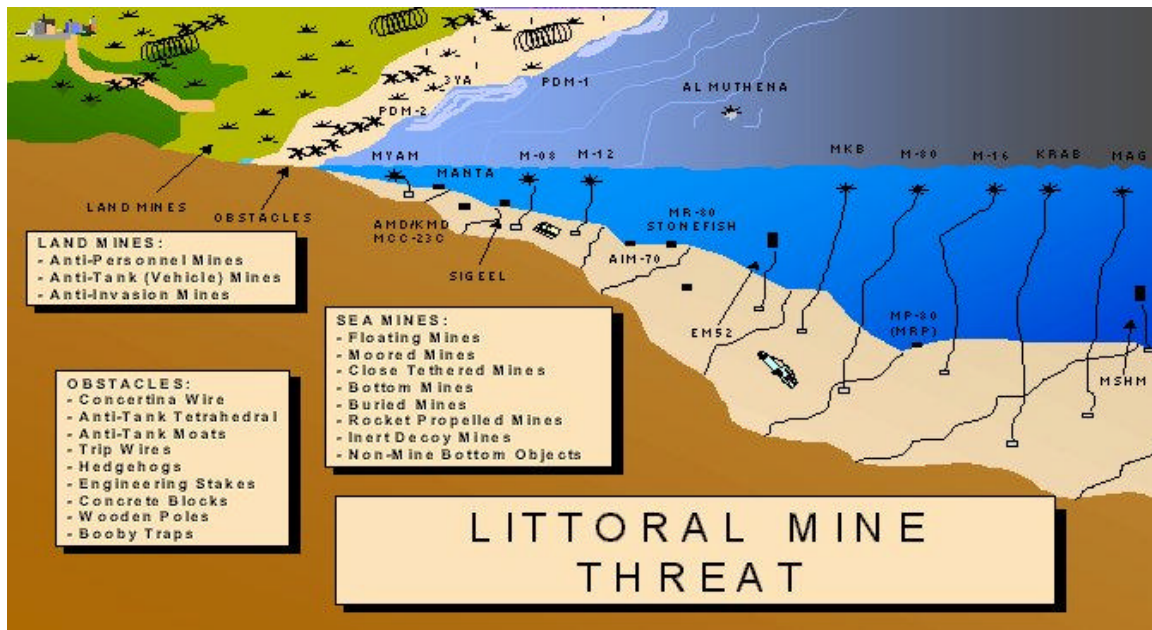 3YA
PDM-1
AL MUTHENA
PDM-2
MYAM
M-08
M-12
MKB
M-80
M-16
KRAB
MAG
MANTA
LAND MINES
OBSTACLES
AMD/KMD
MCC-23C
SIGEEL
MR-80
STONEFISH
AIM-70
EM52
MP-80
(MRP)
MSHM
LAND MINES:
- Anti-Personnel Mines
- Anti-Tank (Vehicle) Mines
- Anti-Invasion Mines
SEA MINES:
- Floating Mines
- Moored Mines
- Close Tethered Mines
- Bottom Mines
- Buried Mines
- Rocket Propelled Mines
- Inert Decoy Mines
- Non-Mine Bottom Objects
OBSTACLES:
- Concertina Wire
- Anti-Tank Tetrahedral
- Anti-Tank Moats
- Trip Wires
- Hedgehogs
- Engineering Stakes
- Concrete Blocks
- Wooden Poles
- Booby Traps
LITTORAL MINE
THREAT